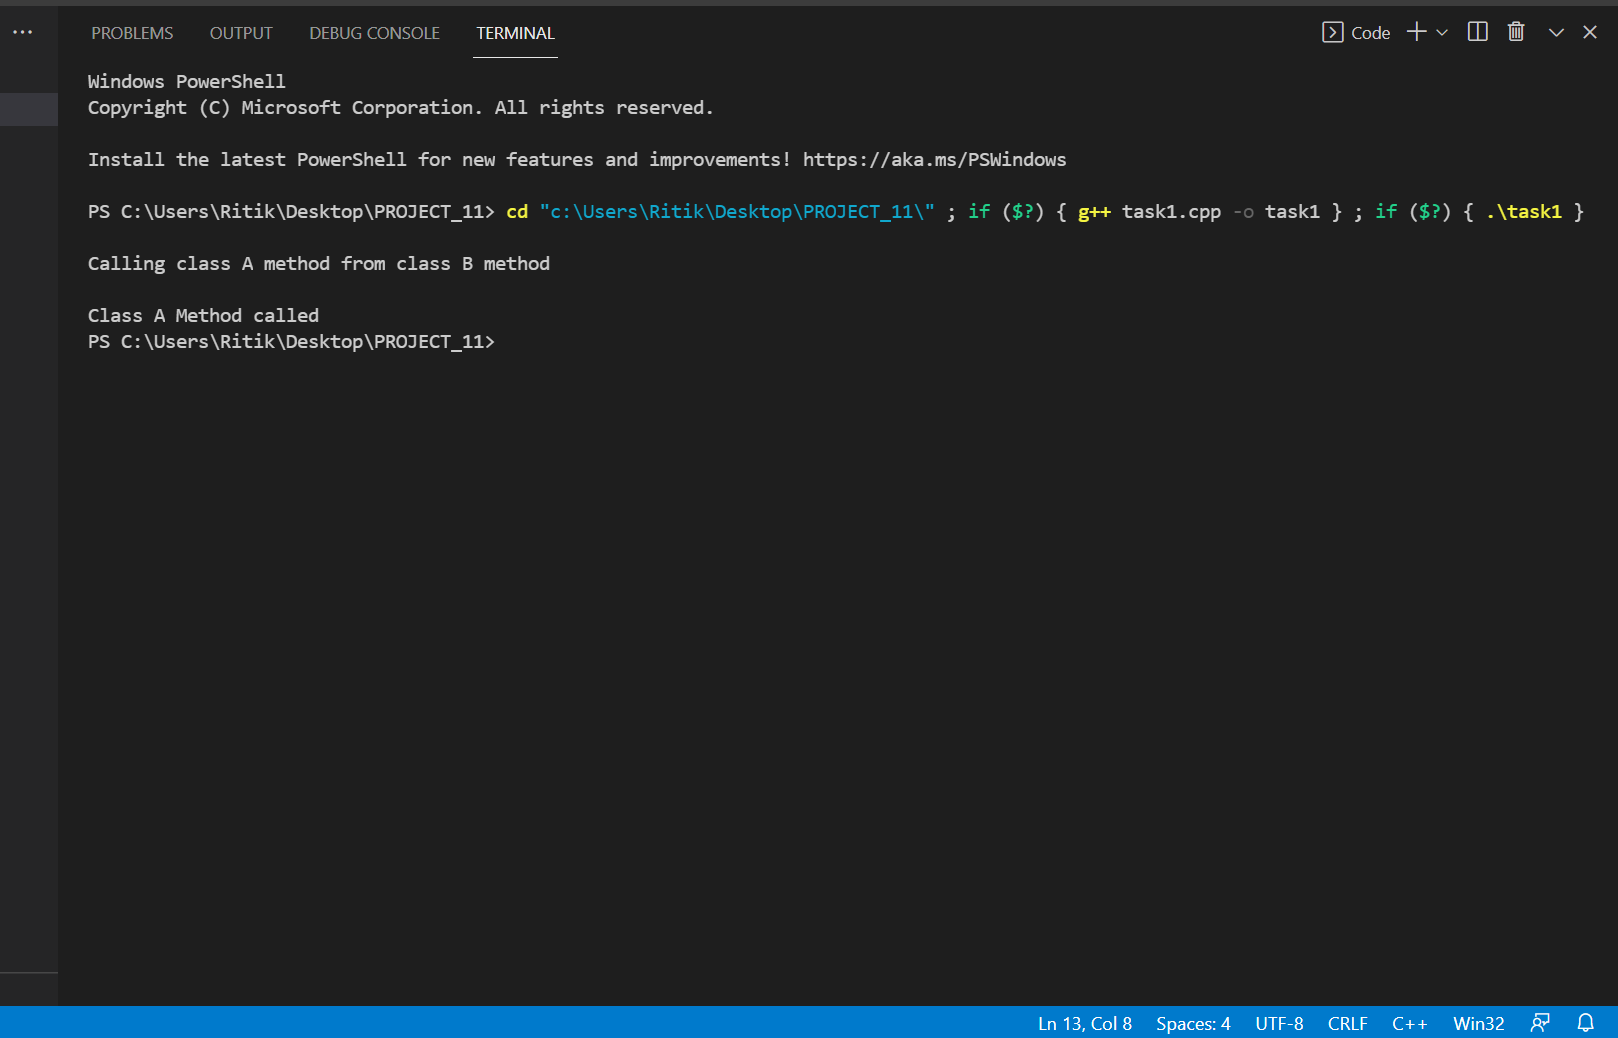 PROBLEMS OUTPUT DEBUG CONSOLE TERMINAL Code
Windows PowerShell
Copyright (C) Microsoft Corporation. All rights reserved.
Install the latest PowerShell for new features and improvements! https://aka.ms/PSWindows
PS C:\Users\Ritik\Desktop\PROJECT_11> cd "c:\Users\Ritik\Desktop\PROJECT_11\" ; if ($?) { g++ task1.cpp -o task1 } ; if ($?) { .\task1 }
Calling class A method from class B method
Class A Method called
PS C:\Users\Ritik\Desktop\PROJECT_11>
Ln 13, Col 8 Spaces: 4 UTF-8 CRLF C++ Win32